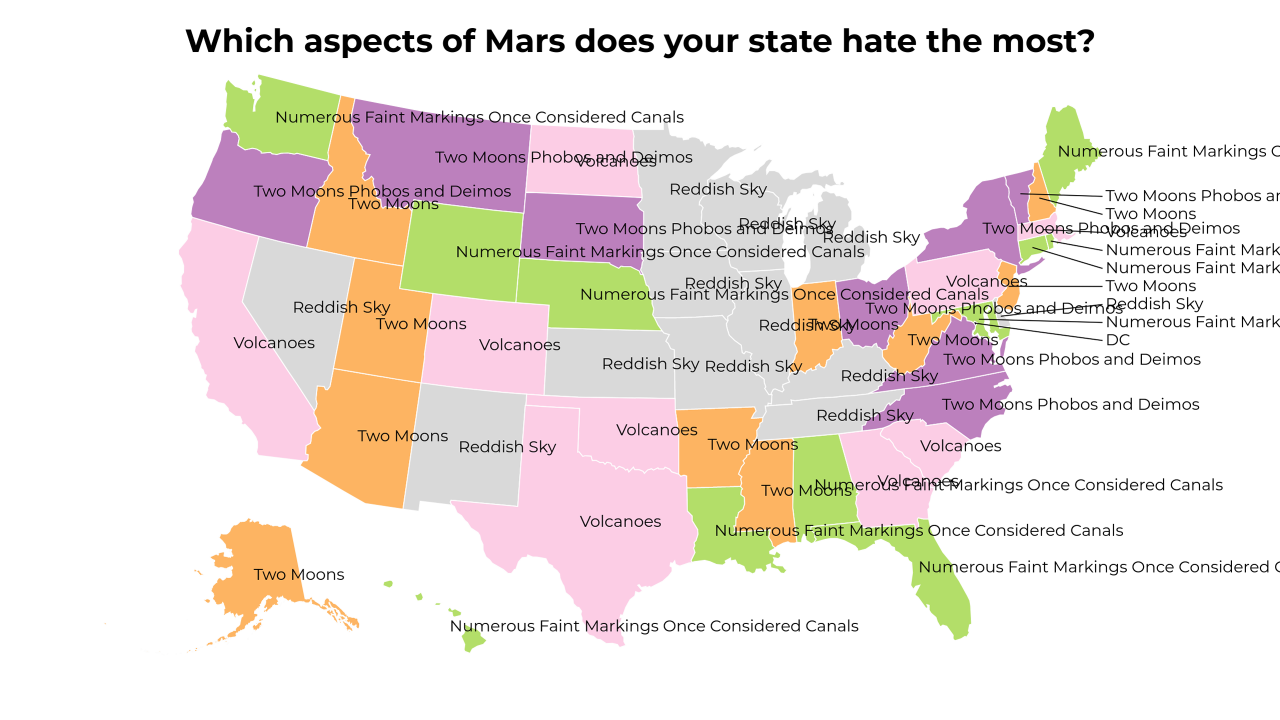 Which aspects of Mars does your state hate the most?
Numerous Faint Markings Once Considered Canals
Numerous Faint Markings O
Two Moons Phobos and Deimos
Volcanoes
Reddish Sky
Two Moons Phobos and Deimos
Two Moons
Two Moons Phobos an
Two Moons
Reddish Sky
Two Moons Phobos and Deimos
Two Moons Phobos and Deimos
Volcanoes
Reddish Sky
Numerous Faint Markings Once Considered Canals
Numerous Faint Mark
Numerous Faint Mark
Volcanoes
Reddish Sky
Two Moons
Numerous Faint Markings Once Considered Canals
Reddish Sky
Reddish Sky
Two Moons Phobos and Deimos
Two Moons
Reddish Sky
Two Moons
Numerous Faint Mark
Volcanoes
Volcanoes
Two Moons
DC
Reddish Sky
Reddish Sky
Two Moons Phobos and Deimos
Reddish Sky
Two Moons Phobos and Deimos
Reddish Sky
Two Moons
Reddish Sky
Volcanoes
Two Moons
Volcanoes
Two Moons
Numerous Faint Markings Once Considered Canals
Volcanoes
Volcanoes
Numerous Faint Markings Once Considered Canals
Numerous Faint Markings Once Considered C
Two Moons
Numerous Faint Markings Once Considered Canals